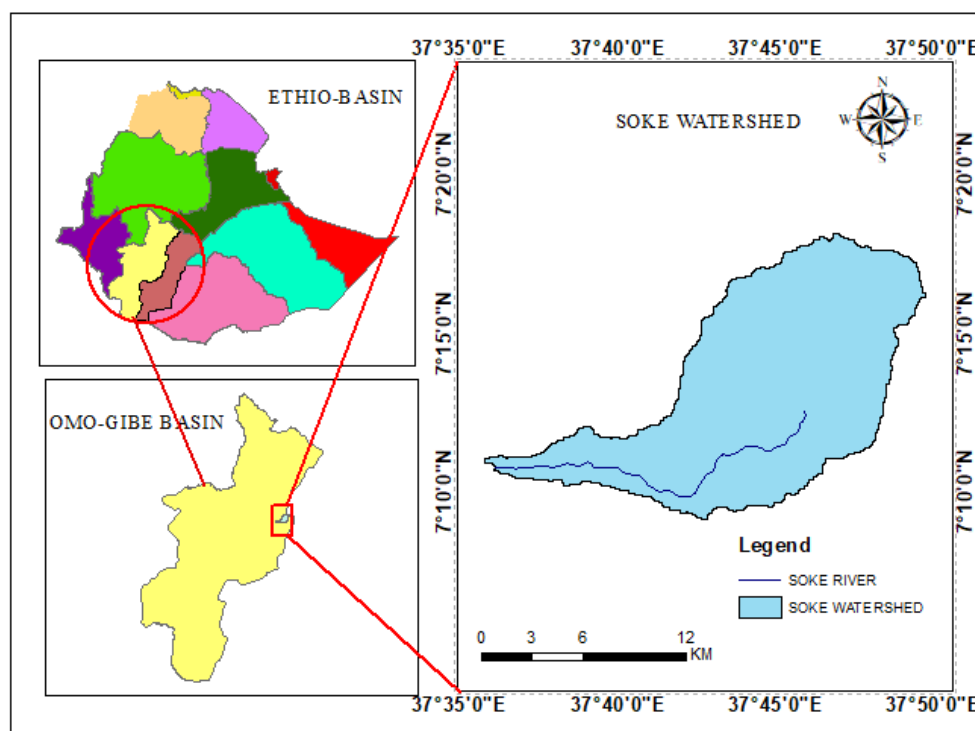 37°35'0"E 37°40'0"E 37°45'0"E 37°50'0"E
ETHIO-BASIN
OMO-GIBE BASIN
SOKE WATERSHED
N
W E
S
7°20'0"N 7°20'0"N
7°15'0"N 7°15'0"N
7°10'0"N 7°10'0"N
Legend
SOKE RIVER
SOKE WATERSHED
0 3 6 12
KM
37°35'0"E 37°40'0"E 37°45'0"E 37°50'0"E